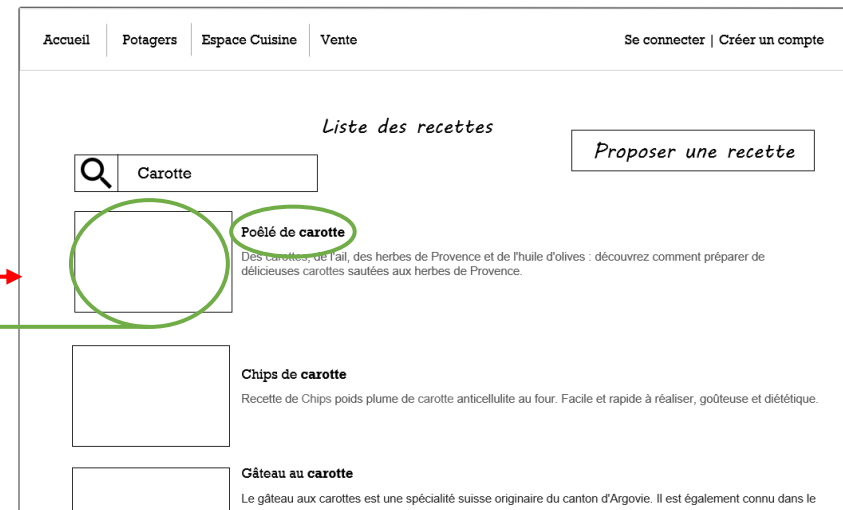 Accueil Potagers Espace Cuisine Vente Se connecter | Créer un compte
Liste des recettes
Proposer une recette
Carotte
Poêlé de carotte
Des carottes, de l'ail, des herbes de Provence et de l'huile d'olives : découvrez comment préparer de
délicieuses carottes sautées aux herbes de Provence.
Chips de carotte
Recette de Chips poids plume de carotte anticellulite au four. Facile et rapide à réaliser, goûteuse et diététique.
Gâteau au carotte
Le gâteau aux carottes est une spécialité suisse originaire du canton d'Argovie. Il est également connu dans le